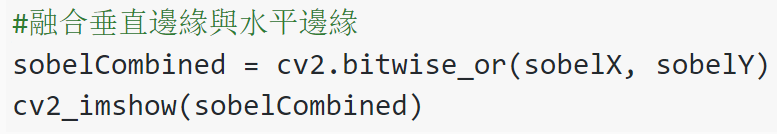 #融合垂直邊緣與水平邊緣
sobelCombined = cv2.bitwise_or(sobelX, sobelY)
cv2_imshow(sobelCombined)